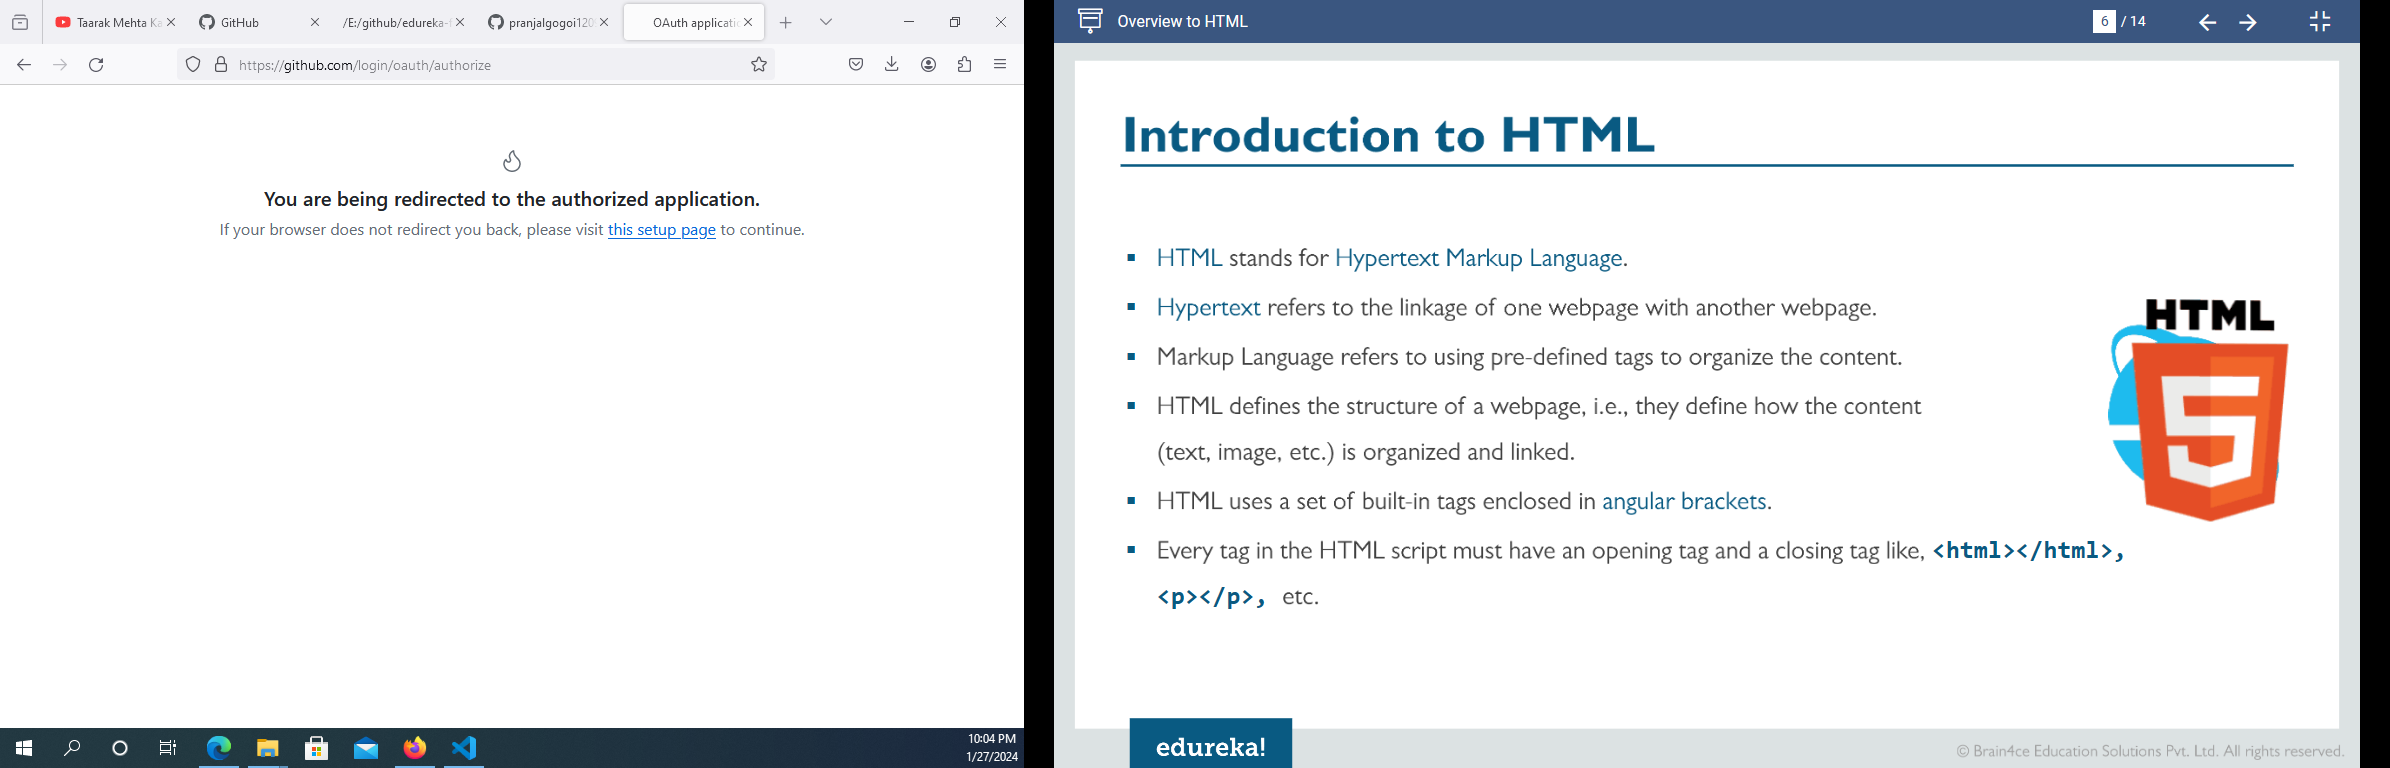 Taarak Mehta Ka
GitHub
/E:/github/edureka-
pranjalgogoi120
OAuth applicatic
https://github.com/login/oauth/authorize
You are being redirected to the authorized application.
If your browser does not redirect you back, please visit this setup page to continue.
10:04 PM
1/27/2024
Overview to HTML
6 / 14
Introduction to HTML
▪ HTML stands for Hypertext Markup Language.
▪ Hypertext refers to the linkage of one webpage with another webpage.
▪ Markup Language refers to using pre-defined tags to organize the content.
▪ HTML defines the structure of a webpage, i.e., they define how the content
(text, image, etc.) is organized and linked.
▪ HTML uses a set of built-in tags enclosed in angular brackets.
▪ Every tag in the HTML script must have an opening tag and a closing tag like, <html></html>,
<p></p>, etc.
HTML
5
edureka!
© Brain4ce Education Solutions Pvt. Ltd. All rights reserved.